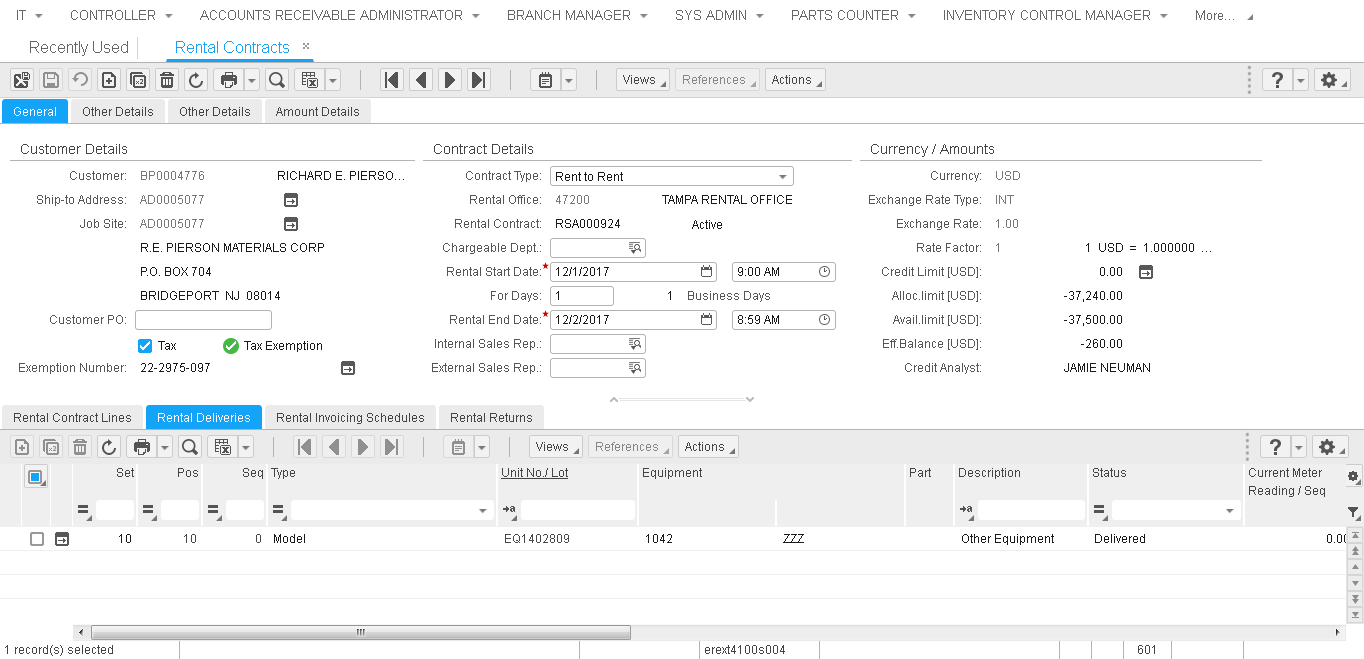 IT CONTROLLER ACCOUNTS RECEIVABLE ADMINISTRATOR BRANCH MANAGER SYS ADMIN PARTS COUNTER INVENTORY CONTROL MANAGER More...
Recently Used Rental Contracts
Views References Actions
General Other Details Other Details Amount Details
Customer Details Contract Details Currency / Amounts
Customer: BP0004776 RICHARD E. PIERSO... Contract Type: Rent to Rent Currency: USD
Ship-to Address: AD0005077 Rental Office: 47200 TAMPA RENTAL OFFICE Exchange Rate Type: INT
Job Site: AD0005077 Rental Contract: RSA000924 Active Exchange Rate: 1.00
R.E. PIERSON MATERIALS CORP Chargeable Dept.: Rate Factor: 1 1 USD = 1.000000 ...
P.O. BOX 704 Rental Start Date:* 12/1/2017 9:00 AM Credit Limit [USD]: 0.00
BRIDGEPORT NJ 08014 For Days: 1 1 Business Days Alloc.limit [USD]: -37,240.00
Customer PO: Rental End Date:* 12/2/2017 8:59 AM Avail.limit [USD]: -37,500.00
Tax Tax Exemption Internal Sales Rep.: Eff.Balance [USD]: -260.00
Exemption Number: 22-2975-097 External Sales Rep.: Credit Analyst: JAMIE NEUMAN
Rental Contract Lines Rental Deliveries Rental Invoicing Schedules Rental Returns
Views References Actions
Set Pos Seq Type Unit No./ Lot Equipment Part Description Status Current Meter
Reading / Seq
10 10 0 Model EQ1402809 1042 ZZZ Other Equipment Delivered 0.00
1 record(s) selected erext4100s004 601